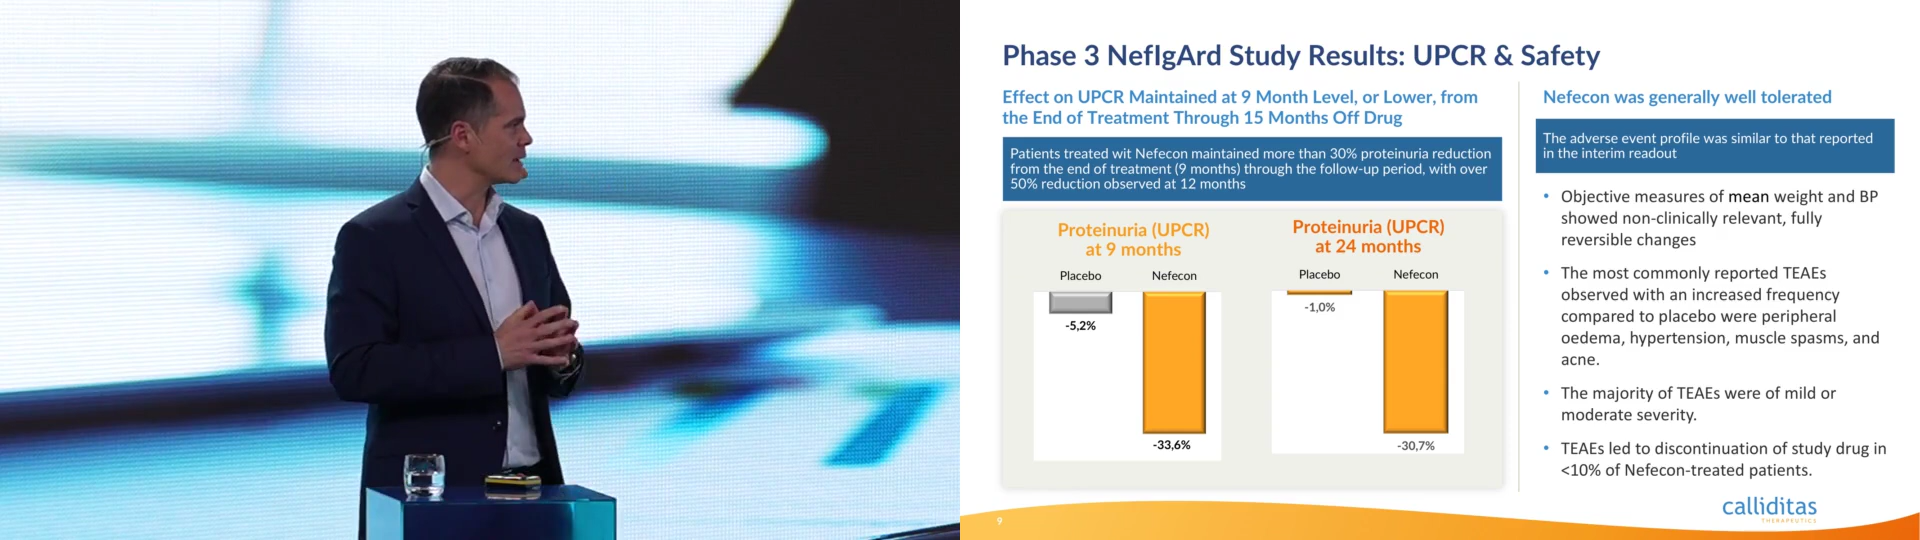 Phase 3 NefIgArd Study Results: UPCR & Safety
Effect on UPCR Maintained at 9 Month Level, or Lower, from
the End of Treatment Through 15 Months Off Drug
Patients treated wit Nefecon maintained more than 30% proteinuria reduction
from the end of treatment (9 months) through the follow-up period, with over
50% reduction observed at 12 months
Proteinuria (UPCR)
at 9 months
Placebo
Nefecon
-5,2%
-33,6%
Proteinuria (UPCR)
at 24 months
Placebo
Nefecon
-1,0%
-30,7%
Nefecon was generally well tolerated
The adverse event profile was similar to that reported
in the interim readout
• Objective measures of mean weight and BP
showed non-clinically relevant, fully
reversible changes
• The most commonly reported TEAEs
observed with an increased frequency
compared to placebo were peripheral
oedema, hypertension, muscle spasms, and
acne.
• The majority of TEAEs were of mild or
moderate severity.
• TEAEs led to discontinuation of study drug in
<10% of Nefecon-treated patients.
9
calliditas
THERAPEUTICS